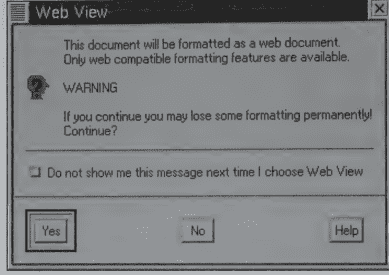 Web View
This document will be formatted as a web document.
Only web compatible formatting features are available.
WARNING
If you continue you may lose some formatting permanently!
Continue?
Do not show me this message next time I choose Web View
Yes
No
Help